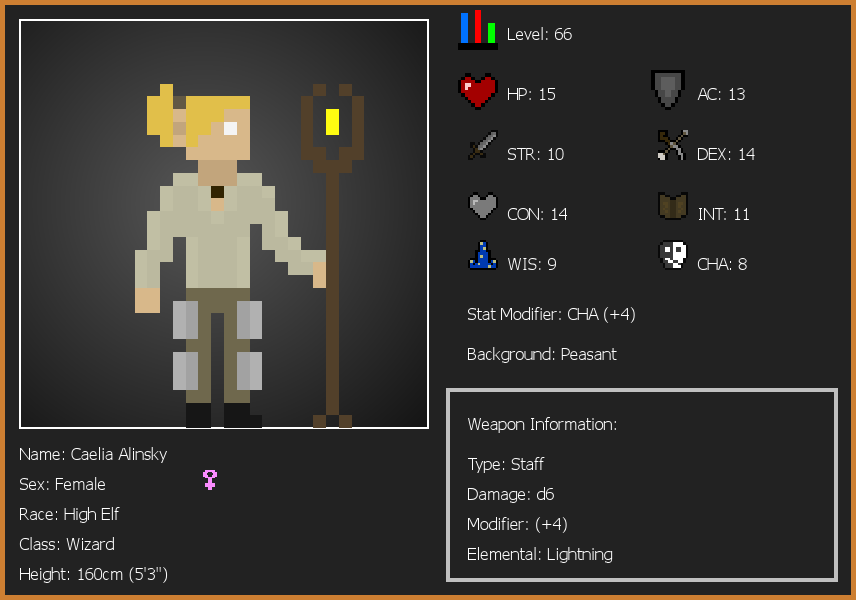 Level: 66
HP: 15
AC: 13
STR: 10
DEX: 14
CON: 14
INT: 11
WIS: 9
CHA: 8
Stat Modifier: CHA (+4)
Background: Peasant
Weapon Information:
Type: Staff
Damage: d6
Modifier: (+4)
Elemental: Lightning
Name: Caelia Alinsky
Sex: Female
Race: High Elf
Class: Wizard
Height: 160cm (5'3")